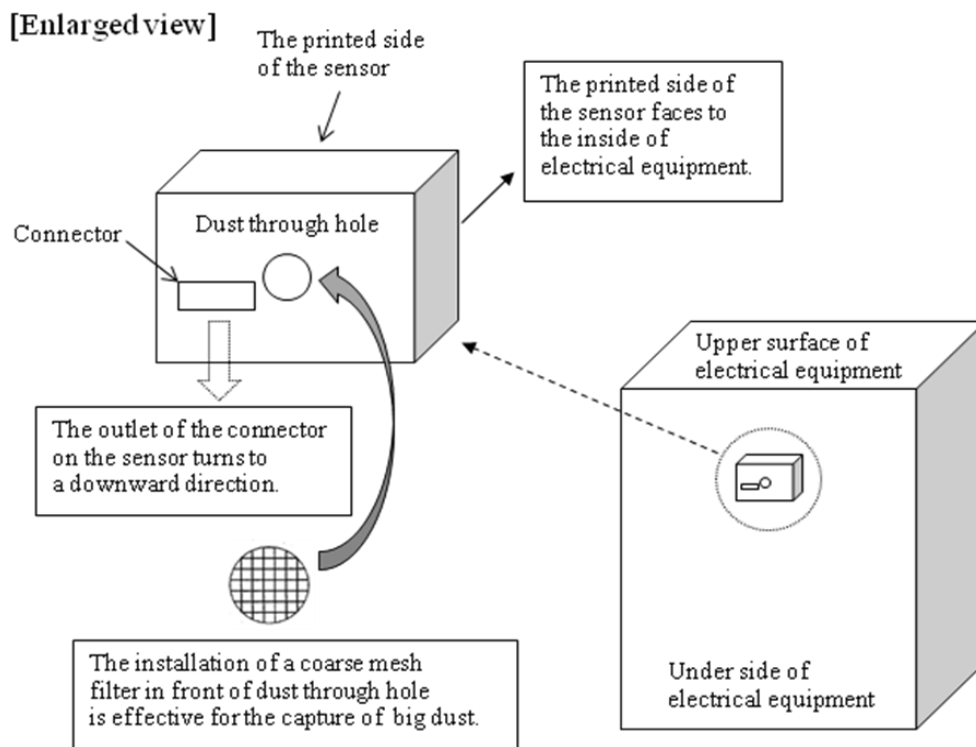 [Enlarged view]
The printed side
of the sensor
The printed side of
the sensor faces to
the inside of
electrical equipment.
Dust through hole
Connector
Upper surface of
electrical equipment
The outlet of the connector
on the sensor turns to
a downward direction.
The installation of a coarse mesh
filter in front of dust through hole
is effective for the capture of big dust.
Under side of
electrical equipment